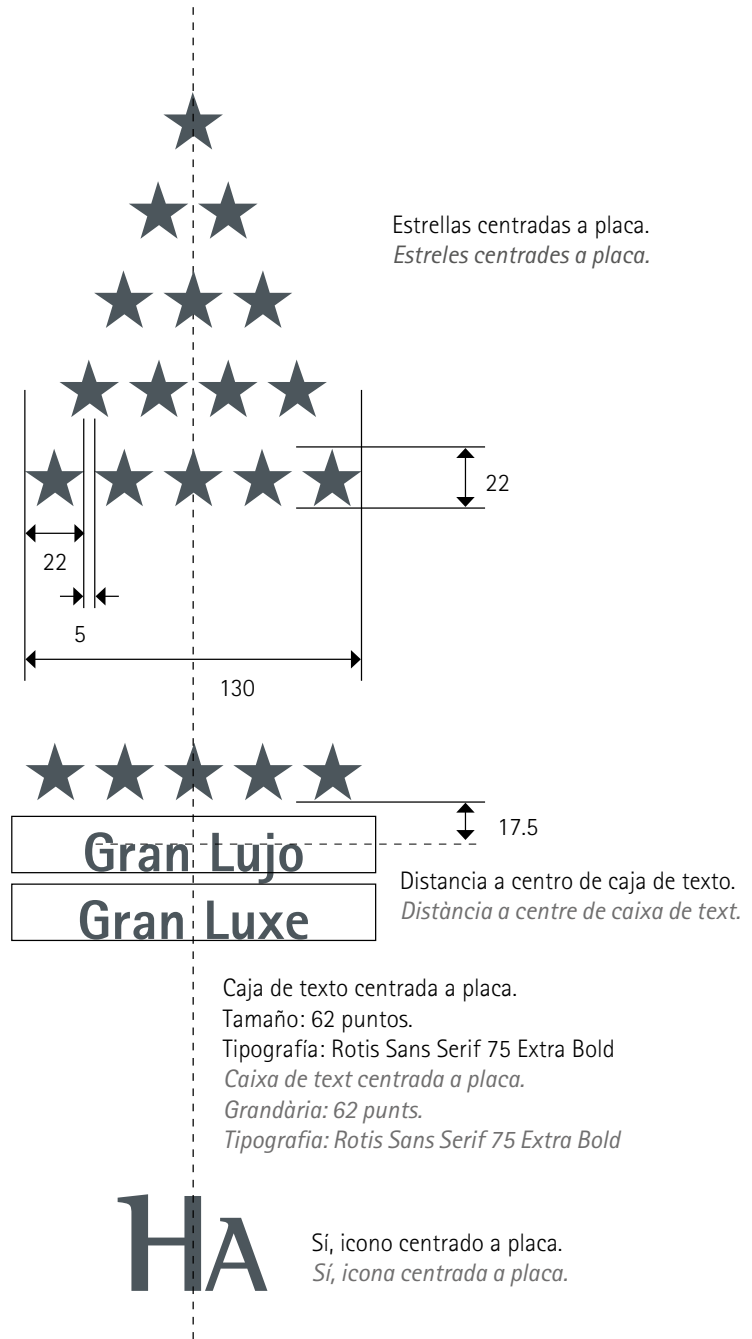 Estrellas centradas a placa.
Estreles centrades a placa.
22
22
5
130
17.5
Gran Lujo
Gran Luxe
Distancia a centro de caja de texto.
Distància a centre de caixa de text.
Caja de texto centrada a placa.
Tamaño: 62 puntos.
Tipografía: Rotis Sans Serif 75 Extra Bold
Caixa de text centrada a placa.
Grandària: 62 punts.
Tipografia: Rotis Sans Serif 75 Extra Bold
HA
Sí, icono centrado a placa.
Sí, icona centrada a placa.